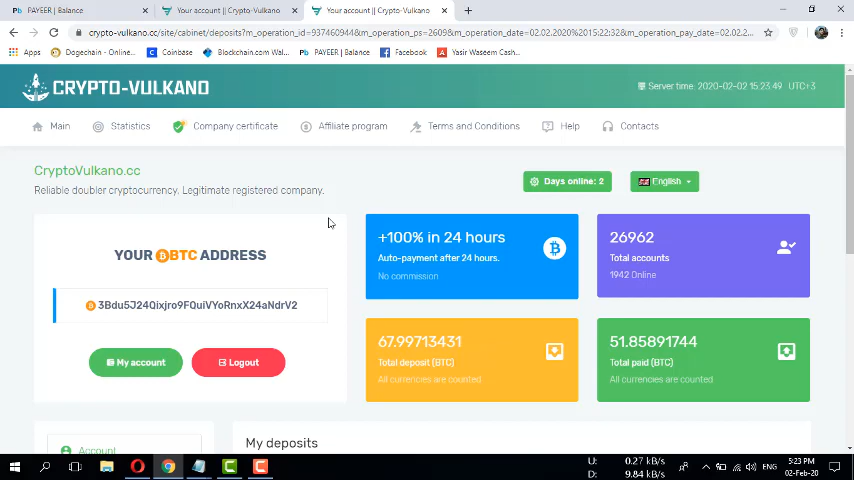 PAYEER | Balance
Your account || Crypto-Vulkano
Your account || Crypto-Vulkano
crypto-vulkano.cc/site/cabinet/deposits?m_operation_id=937460944&m_operation_ps=2609&m_operation_date=02.02.2020%2015:22:32&m_operation_pay_date=02.02...
Apps
Dogechain - Online...
Coinbase
Blockchain.com Wal...
PAYEER | Balance
Facebook
Yasir Waseem Cash...
CRYPTO-VULKANO
Server time: 2020-02-02 15:23:49 UTC+3
Main
Statistics
Company certificate
Affiliate program
Terms and Conditions
Help
Contacts
CryptoVulkano.cc
Reliable doubler cryptocurrency. Legitimate registered company.
Days online: 2
English
YOUR BTC ADDRESS
3Bdu5J24Qixjro9FQuiVYoRnxX24aNdrV2
My account
Logout
+100% in 24 hours
Auto-payment after 24 hours.
No commission
26962
Total accounts
1942 Online
67.99713431
Total deposit (BTC)
All currencies are counted
51.85891744
Total paid (BTC)
All currencies are counted
Account
My deposits
U: 0.27 kB/s
D: 9.84 kB/s
ENG
5:23 PM
02-Feb-20